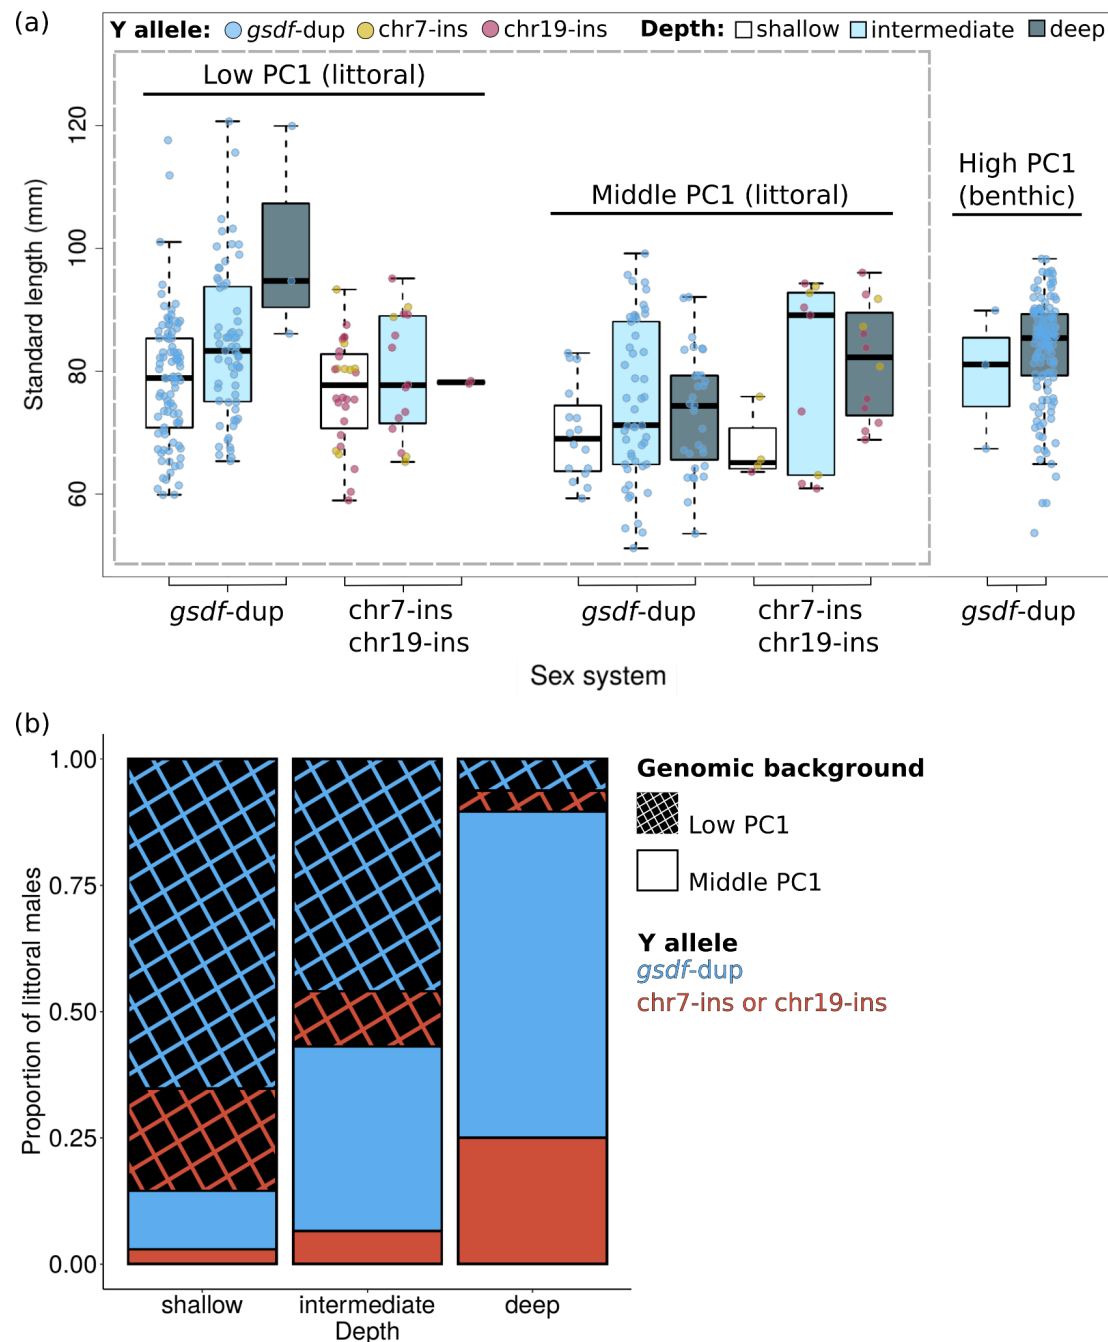 (a)
Y allele: gsdf-dup chr7-ins chr19-ins Depth: shallow intermediate deep
Low PC1 (littoral)
Middle PC1 (littoral)
High PC1
(benthic)
Standard length (mm)
120
100
80
60
gsdf-dup
chr7-ins
chr19-ins
gsdf-dup
chr7-ins
chr19-ins
gsdf-dup
Sex system
(b)
Proportion of littoral males
1.00
0.75
0.50
0.25
0.00
shallow intermediate deep
Depth
Genomic background
Low PC1
Middle PC1
Y allele
gsdf-dup
chr7-ins or chr19-ins